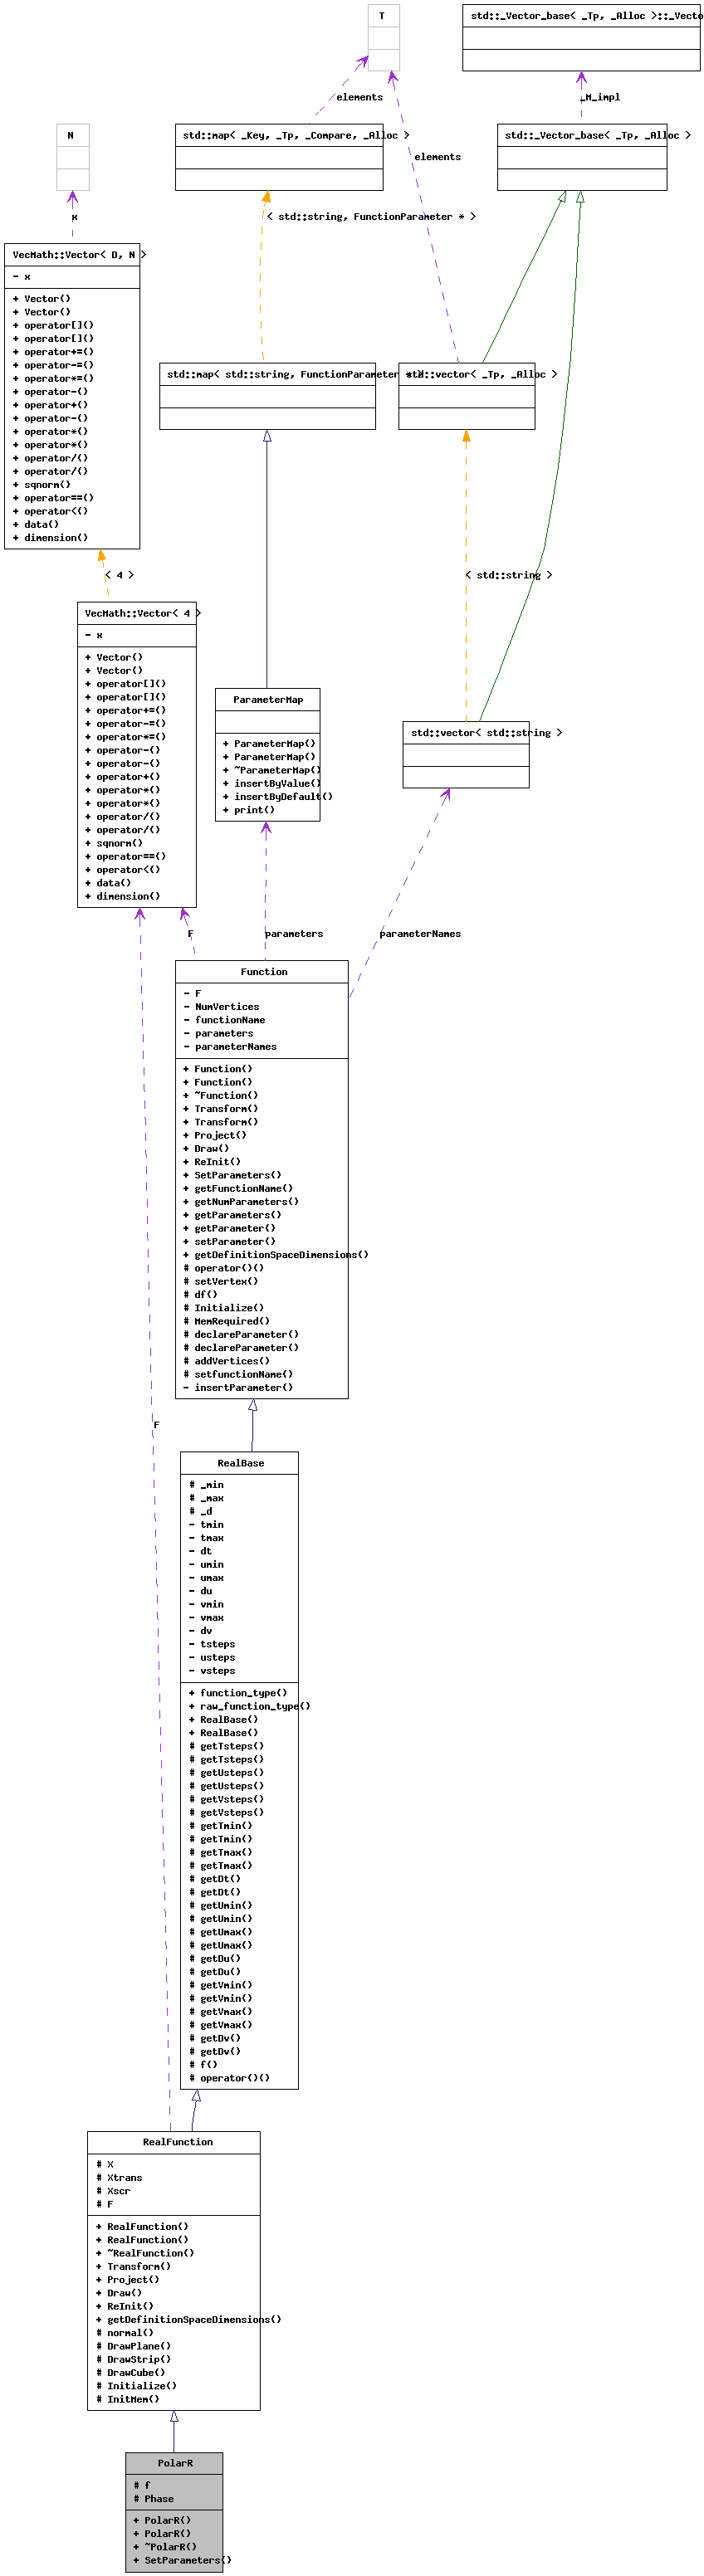 T
std::_Vector_base< _Tp, _Alloc >::_Vecto
elements
_M_impl
N
std::map< _Key, _Tp, _Compare, _Alloc >
std::_Vector_base< _Tp, _Alloc >
elements
x
< std::string, FunctionParameter * >
VecMath::Vector< D, N >
- x
+ Vector()
+ Vector()
+ operator[]()
+ operator[]()
+ operator+=()
+ operator-=()
+ operator*=()
+ operator-()
+ operator+()
+ operator-()
+ operator*()
+ operator*()
+ operator/()
+ operator/()
+ sqnorm()
+ operator==()
+ operator<()
+ data()
+ dimension()
std::map< std::string, FunctionParameter * >
std::vector< _Tp, _Alloc >
< 4 >
< std::string >
VecMath::Vector< 4 >
- x
+ Vector()
+ Vector()
+ operator[]()
+ operator[]()
+ operator+=()
+ operator-=()
+ operator*=()
+ operator-()
+ operator-()
+ operator+()
+ operator*()
+ operator*()
+ operator/()
+ operator/()
+ sqnorm()
+ operator==()
+ operator<()
+ data()
+ dimension()
ParameterMap
+ ParameterMap()
+ ParameterMap()
+ ~ParameterMap()
+ insertByValue()
+ insertByDefault()
+ print()
std::vector< std::string >
F
parameters
parameterNames
Function
- F
- NumVertices
- functionName
- parameters
- parameterNames
+ Function()
+ Function()
+ ~Function()
+ Transform()
+ Transform()
+ Project()
+ Draw()
+ ReInit()
+ SetParameters()
+ getFunctionName()
+ getNumParameters()
+ getParameters()
+ getParameter()
+ setParameter()
+ getDefinitionSpaceDimensions()
# operator()()
# setVertex()
# df()
# Initialize()
# MemRequired()
# declareParameter()
# declareParameter()
# addVertices()
# setfunctionName()
- insertParameter()
F
RealBase
# _min
# _max
# _d
- tmin
- tmax
- dt
- umin
- umax
- du
- vmin
- vmax
- dv
- tsteps
- usteps
- vsteps
+ function_type()
+ raw_function_type()
+ RealBase()
+ RealBase()
# getTsteps()
# getTsteps()
# getUsteps()
# getUsteps()
# getVsteps()
# getVsteps()
# getTmin()
# getTmin()
# getTmax()
# getTmax()
# getDt()
# getDt()
# getUmin()
# getUmin()
# getUmax()
# getUmax()
# getDu()
# getDu()
# getVmin()
# getVmin()
# getVmax()
# getVmax()
# getDv()
# getDv()
# f()
# operator()()
RealFunction
# X
# Xtrans
# Xscr
# F
+ RealFunction()
+ RealFunction()
+ ~RealFunction()
+ Transform()
+ Project()
+ Draw()
+ ReInit()
+ getDefinitionSpaceDimensions()
# normal()
# DrawPlane()
# DrawStrip()
# DrawCube()
# Initialize()
# InitMem()
PolarR
# f
# Phase
+ PolarR()
+ PolarR()
+ ~PolarR()
+ SetParameters()